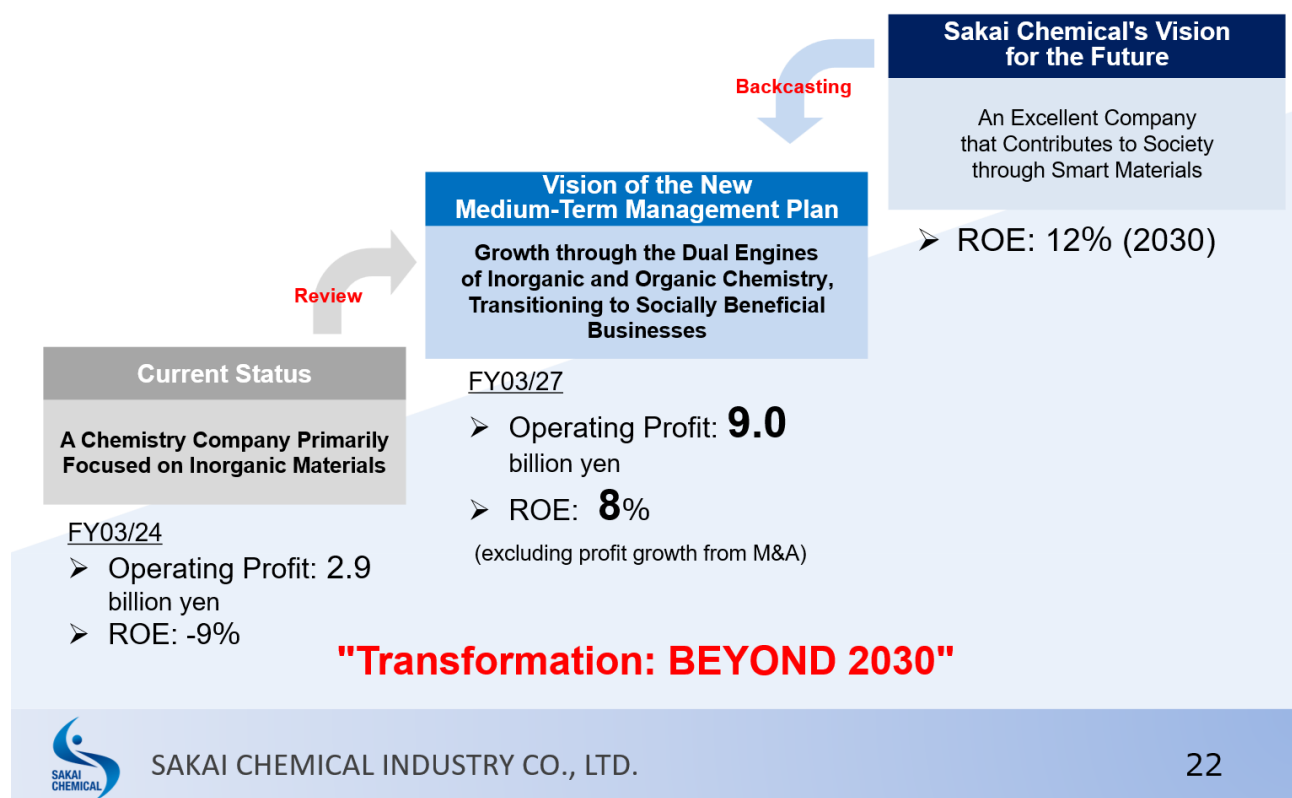 Sakai Chemical's Vision
for the Future
Backcasting
An Excellent Company
that Contributes to Society
through Smart Materials
➢ ROE: 12% (2030)
Vision of the New
Medium-Term Management Plan
Growth through the Dual Engines
of Inorganic and Organic Chemistry,
Transitioning to Socially Beneficial
Businesses
Review
FY03/27
➢ Operating Profit: 9.0
billion yen
➢ ROE: 8%
(excluding profit growth from M&A)
Current Status
A Chemistry Company Primarily
Focused on Inorganic Materials
FY03/24
➢ Operating Profit: 2.9
billion yen
➢ ROE: -9%
"Transformation: BEYOND 2030"
SAKAI
CHEMICAL
SAKAI CHEMICAL INDUSTRY CO., LTD.
22